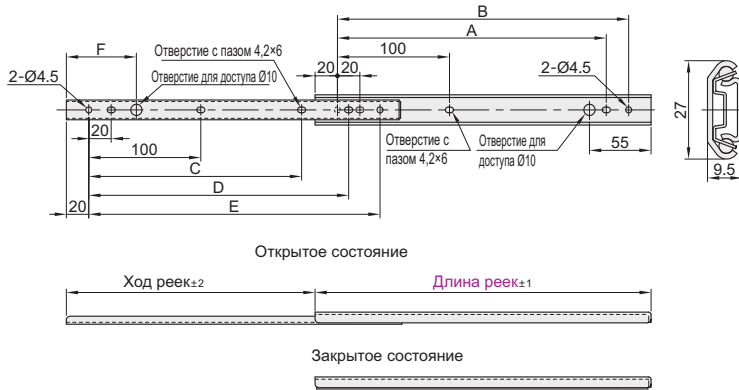 B
A
F
Отверстие с пазом 4,2×6
100
20 20
2-Ø4.5
Отверстие для доступа Ø10
2-Ø4.5
20
100
C
D
20
E
Отверстие с
пазом 4,2×6
Отверстие для
доступа Ø10
55
27
9.5
Открытое состояние
Ход реек±2
Длина реек±1
Закрытое состояние